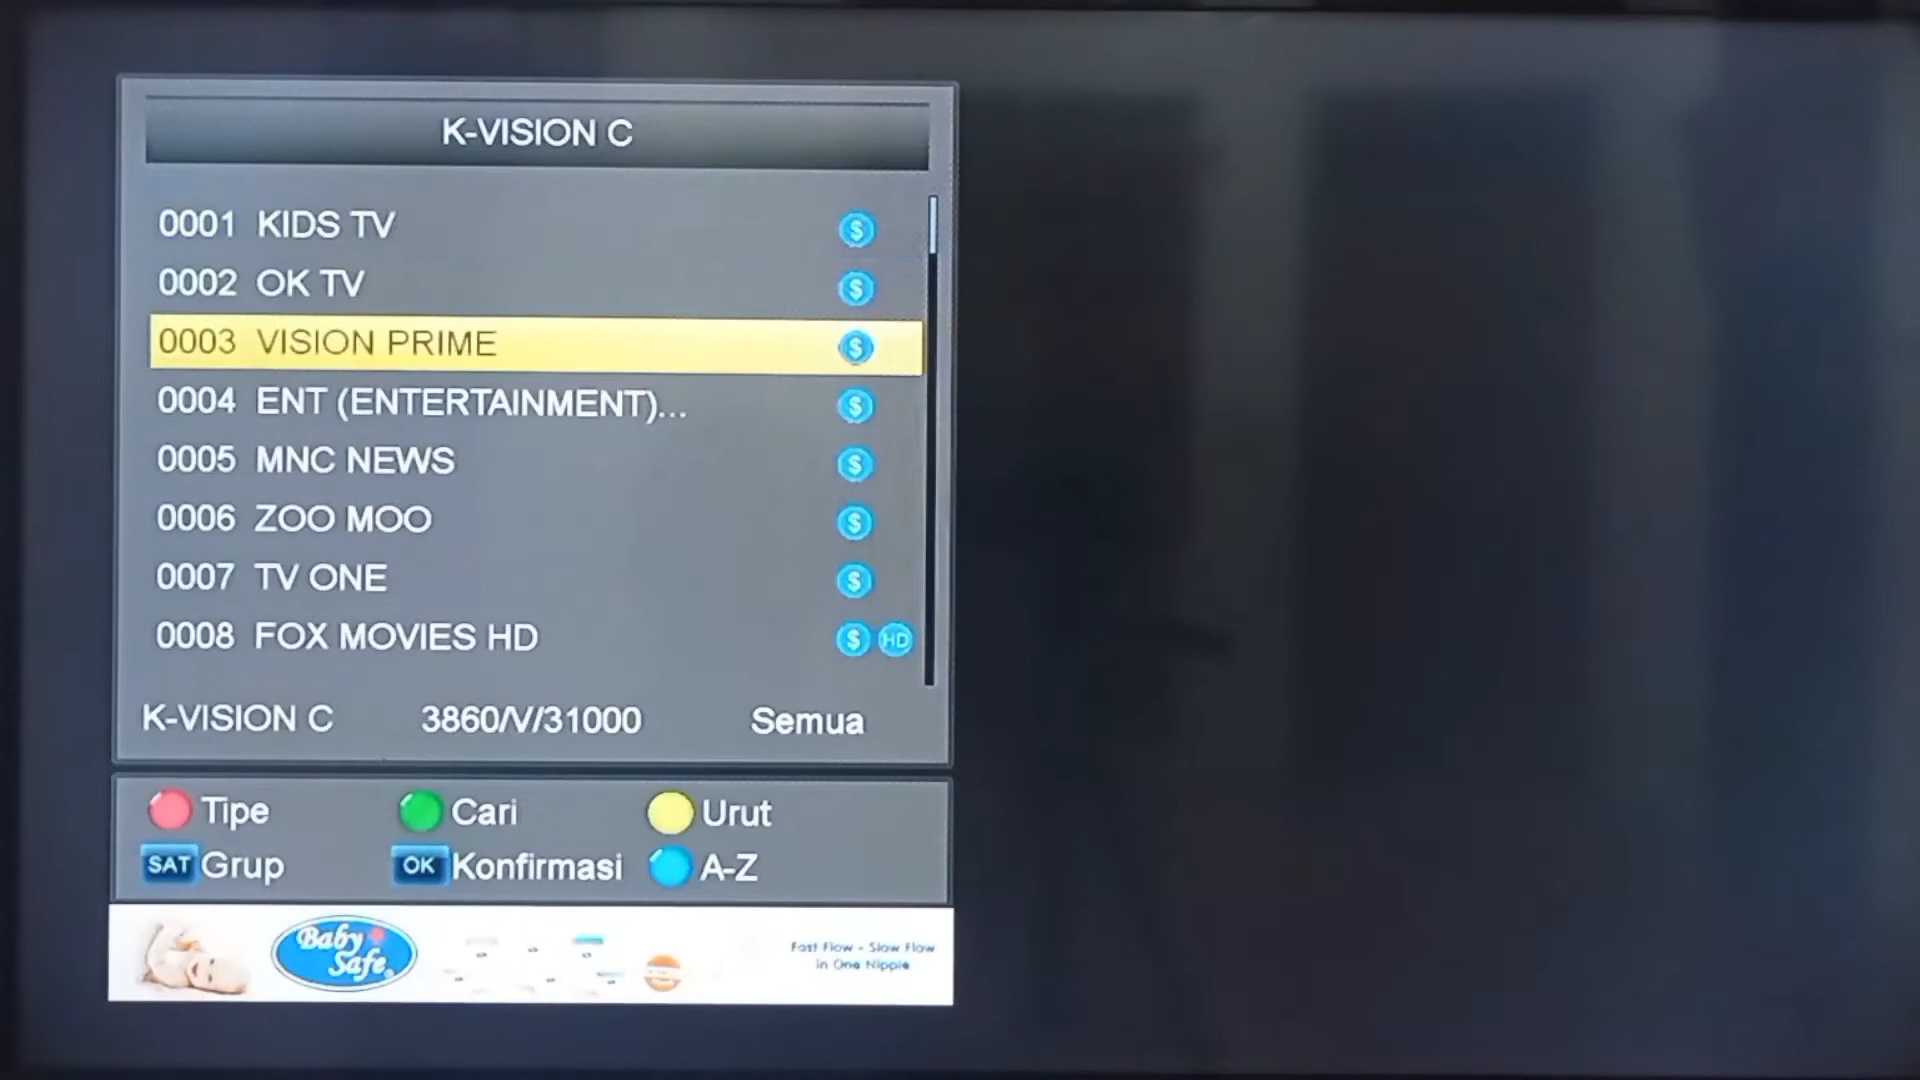 K-VISION C
0001 KIDS TV $
0002 OK TV $
0003 VISION PRIME $
0004 ENT (ENTERTAINMENT)... $
0005 MNC NEWS $
0006 ZOO MOO $
0007 TV ONE $
0008 FOX MOVIES HD $ HD
K-VISION C 3860/V/31000 Semua
Tipe Cari Urut
SAT Grup OK Konfirmasi A-Z
Baby Safe
Fast Flow - Slow Flow
in One Nipple